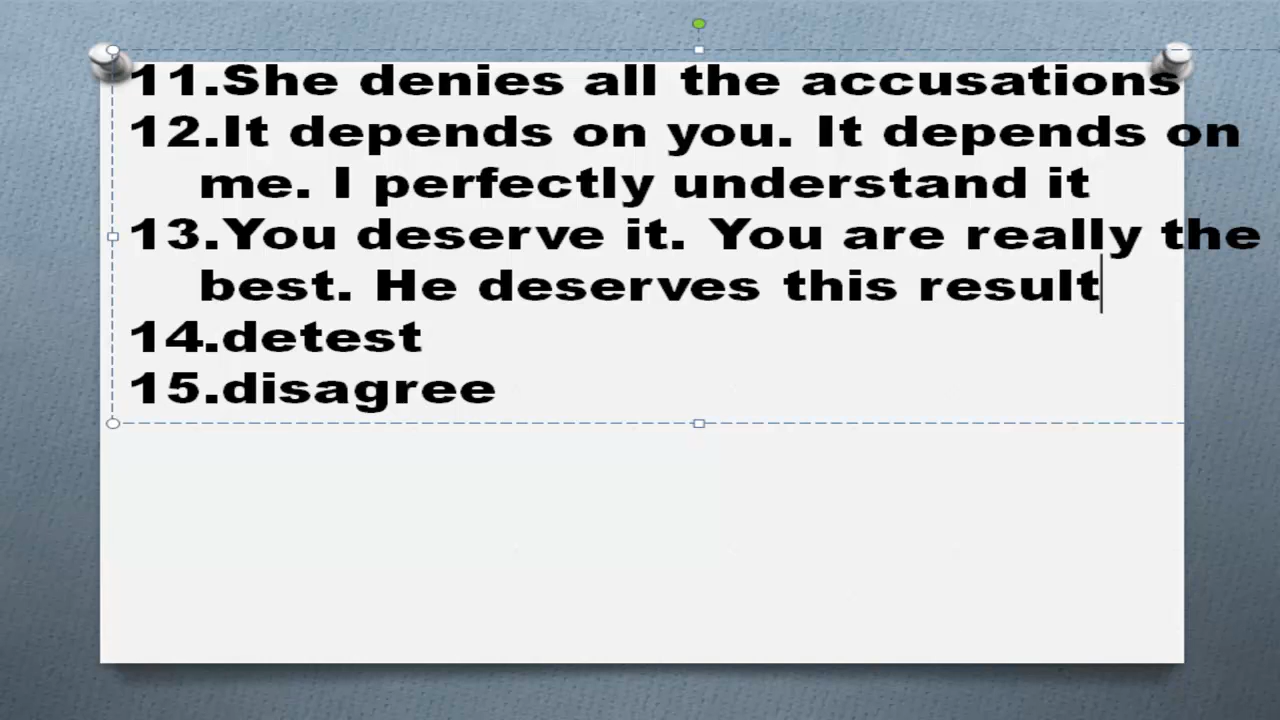 11.She denies all the accusations
12.It depends on you. It depends on
me. I perfectly understand it
13.You deserve it. You are really the
best. He deserves this result
14.detest
15.disagree